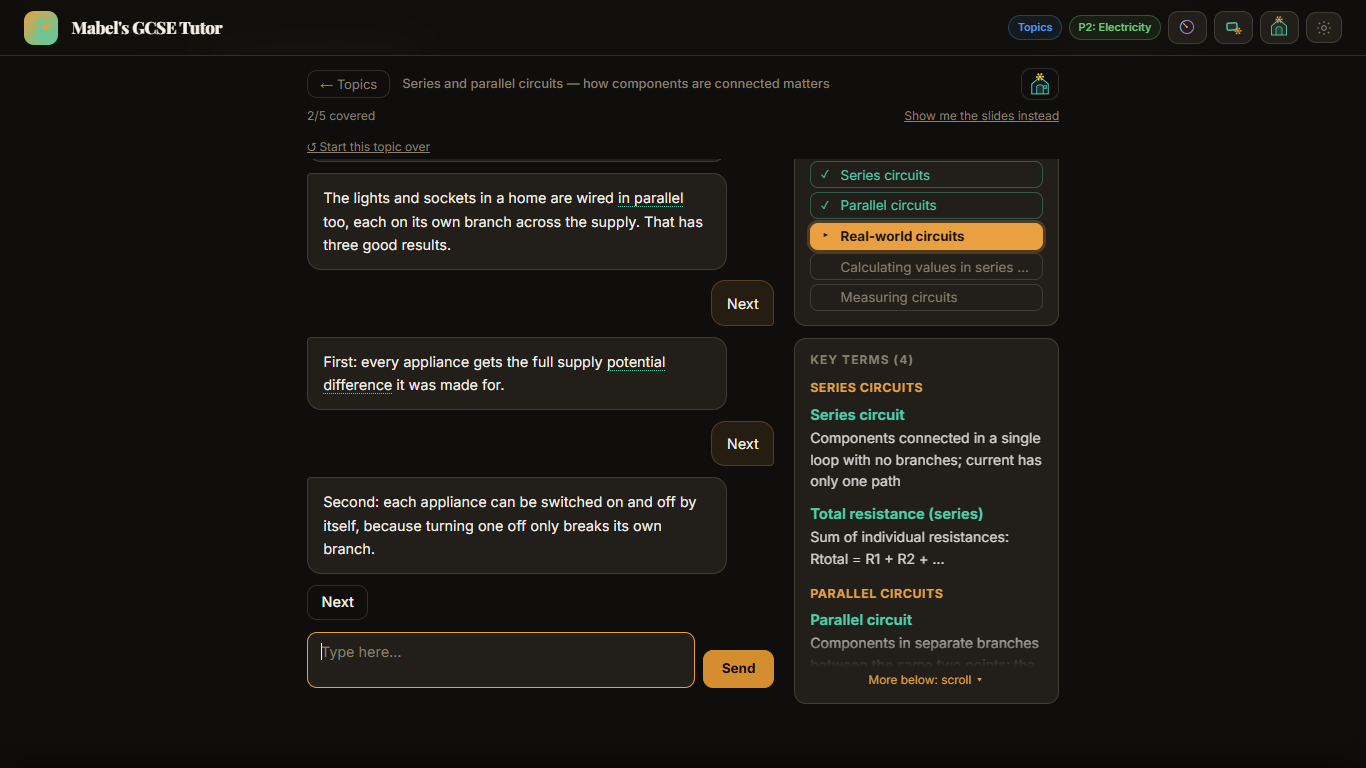 Mabel's GCSE Tutor
Topics
P2: Electricity
← Topics
Series and parallel circuits — how components are connected matters
2/5 covered
Show me the slides instead
↺ Start this topic over
The lights and sockets in a home are wired in parallel
too, each on its own branch across the supply. That has
three good results.
Next
First: every appliance gets the full supply potential
difference it was made for.
Next
Second: each appliance can be switched on and off by
itself, because turning one off only breaks its own
branch.
Next
Type here...
Send
✓ Series circuits
✓ Parallel circuits
‣ Real-world circuits
Calculating values in series ...
Measuring circuits
KEY TERMS (4)
SERIES CIRCUITS
Series circuit
Components connected in a single
loop with no branches; current has
only one path
Total resistance (series)
Sum of individual resistances:
Rtotal = R1 + R2 + ...
PARALLEL CIRCUITS
Parallel circuit
Components in separate branches
between the same two points; the
More below: scroll ▾